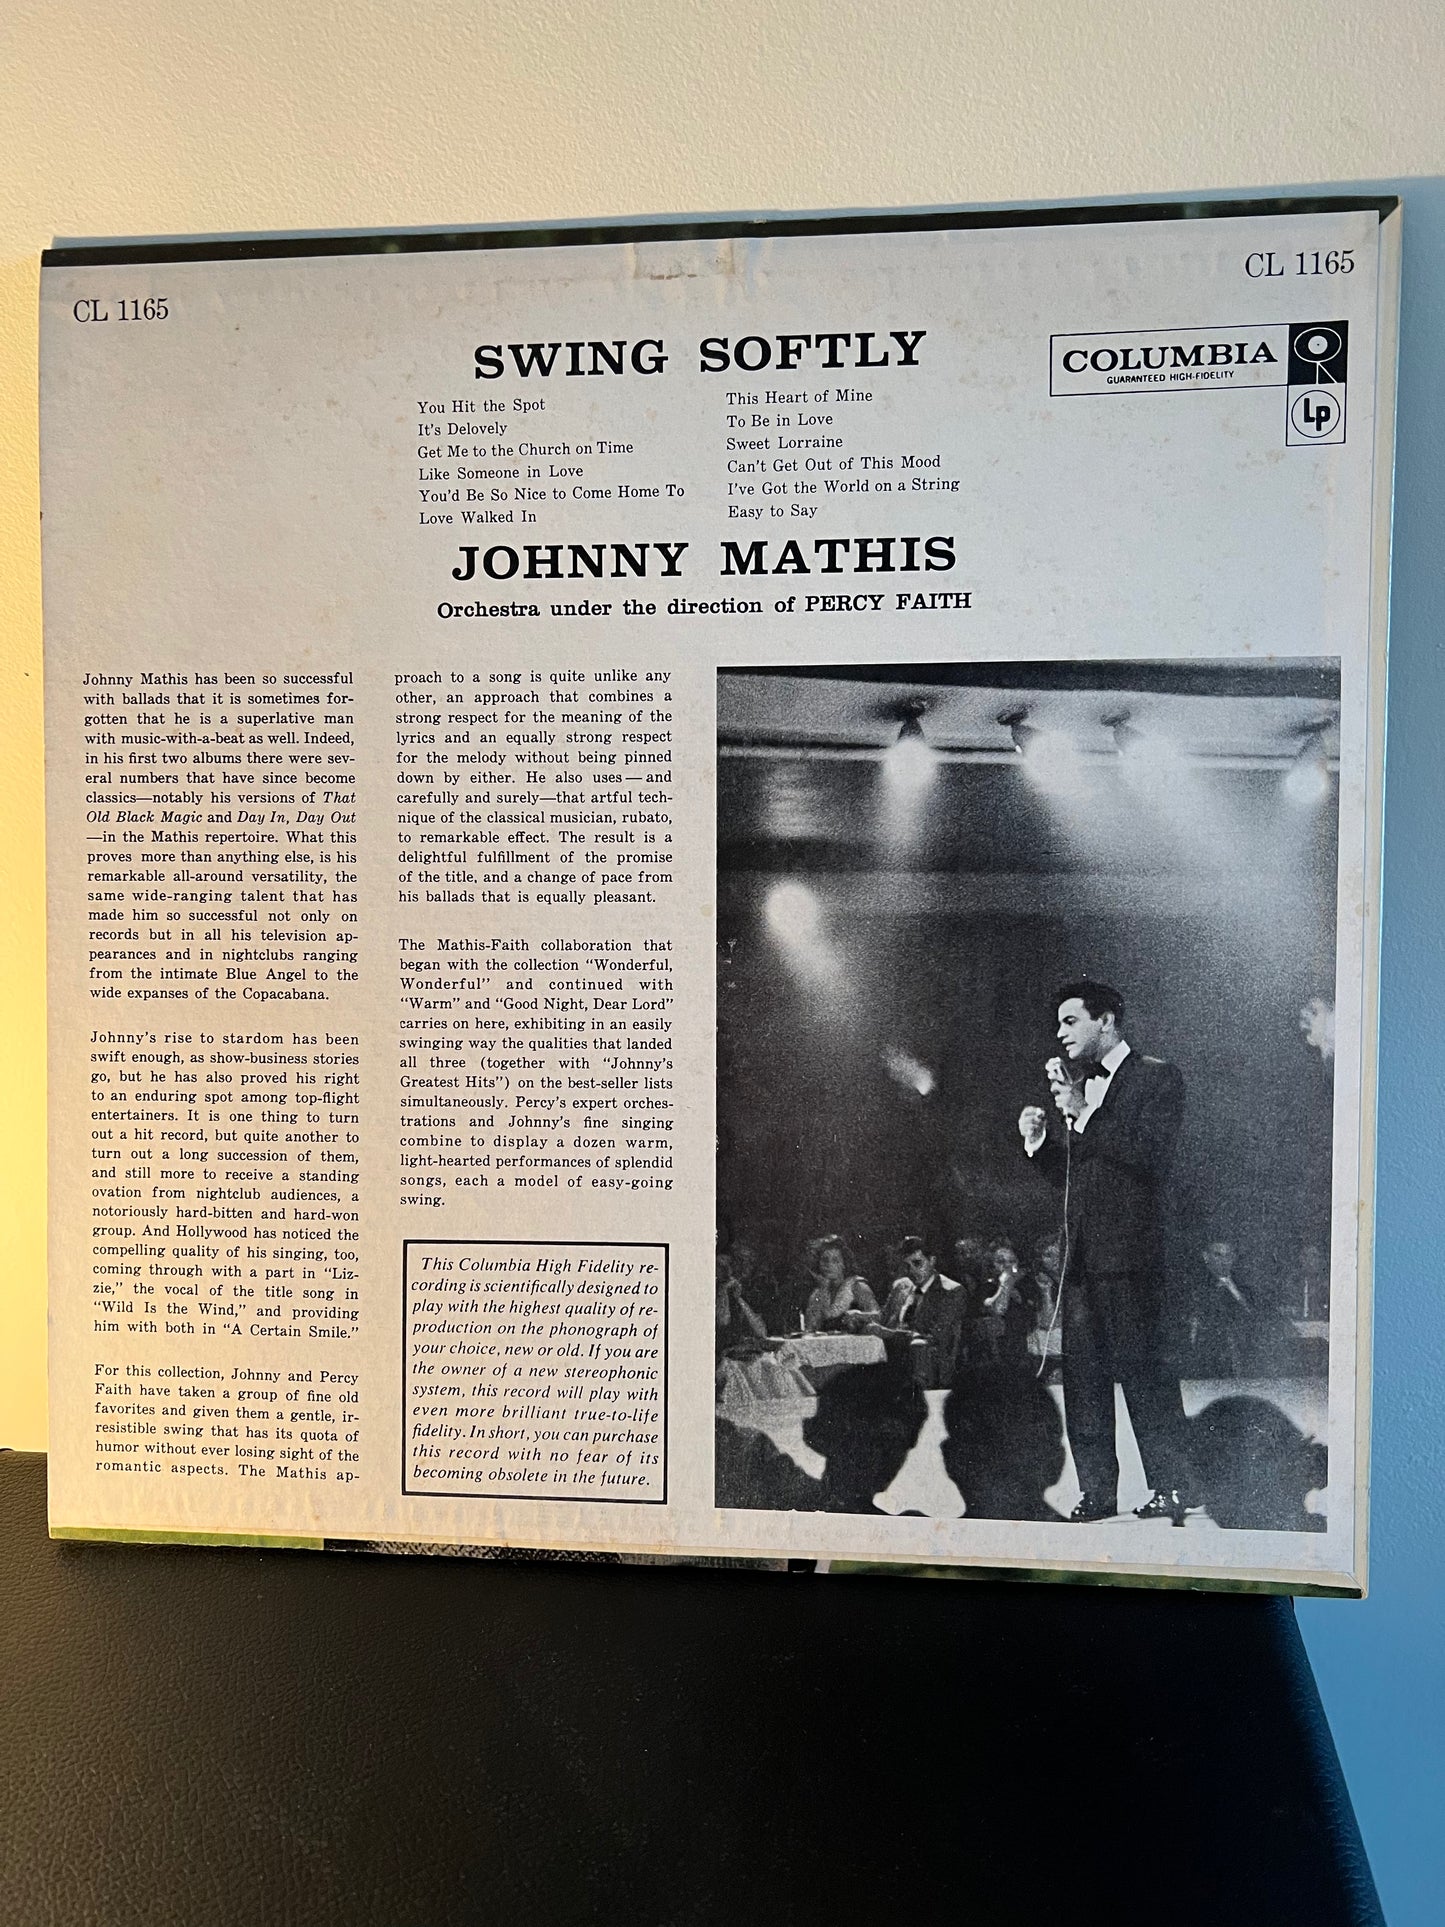 CL 1165
CL 1165
SWING SOFTLY
COLUMBIA
GUARANTEED HIGH-FIDELITY
Lp
You Hit the Spot
It's Delovely
Get Me to the Church on Time
Like Someone in Love
You'd Be So Nice to Come Home To
Love Walked In
This Heart of Mine
To Be in Love
Sweet Lorraine
Can't Get Out of This Mood
I've Got the World on a String
Easy to Say
JOHNNY MATHIS
Orchestra under the direction of PERCY FAITH
Johnny Mathis has been so successful
with ballads that it is sometimes for-
gotten that he is a superlative man
with music-with-a-beat as well. Indeed,
in his first two albums there were sev-
eral numbers that have since become
classics—notably his versions of That
Old Black Magic and Day In, Day Out
—in the Mathis repertoire. What this
proves more than anything else, is his
remarkable all-around versatility, the
same wide-ranging talent that has
made him so successful not only on
records but in all his television ap-
pearances and in nightclubs ranging
from the intimate Blue Angel to the
wide expanses of the Copacabana.
Johnny's rise to stardom has been
swift enough, as show-business stories
go, but he has also proved his right
to an enduring spot among top-flight
entertainers. It is one thing to turn
out a hit record, but quite another to
turn out a long succession of them,
and still more to receive a standing
ovation from nightclub audiences, a
notoriously hard-bitten and hard-won
group. And Hollywood has noticed the
compelling quality of his singing, too,
coming through with a part in "Liz-
zie," the vocal of the title song in
"Wild Is the Wind," and providing
him with both in "A Certain Smile."
For this collection, Johnny and Percy
Faith have taken a group of fine old
favorites and given them a gentle, ir-
resistible swing that has its quota of
humor without ever losing sight of the
romantic aspects. The Mathis ap-
proach to a song is quite unlike any
other, an approach that combines a
strong respect for the meaning of the
lyrics and an equally strong respect
for the melody without being pinned
down by either. He also uses — and
carefully and surely—that artful tech-
nique of the classical musician, rubato,
to remarkable effect. The result is a
delightful fulfillment of the promise
of the title, and a change of pace from
his ballads that is equally pleasant.
The Mathis-Faith collaboration that
began with the collection "Wonderful,
Wonderful" and continued with
"Warm" and "Good Night, Dear Lord"
carries on here, exhibiting in an easily
swinging way the qualities that landed
all three (together with "Johnny's
Greatest Hits") on the best-seller lists
simultaneously. Percy's expert orches-
trations and Johnny's fine singing
combine to display a dozen warm,
light-hearted performances of splendid
songs, each a model of easy-going
swing.
This Columbia High Fidelity re-
cording is scientifically designed to
play with the highest quality of re-
production on the phonograph of
your choice, new or old. If you are
the owner of a new stereophonic
system, this record will play with
even more brilliant true-to-life
fidelity. In short, you can purchase
this record with no fear of its
becoming obsolete in the future.